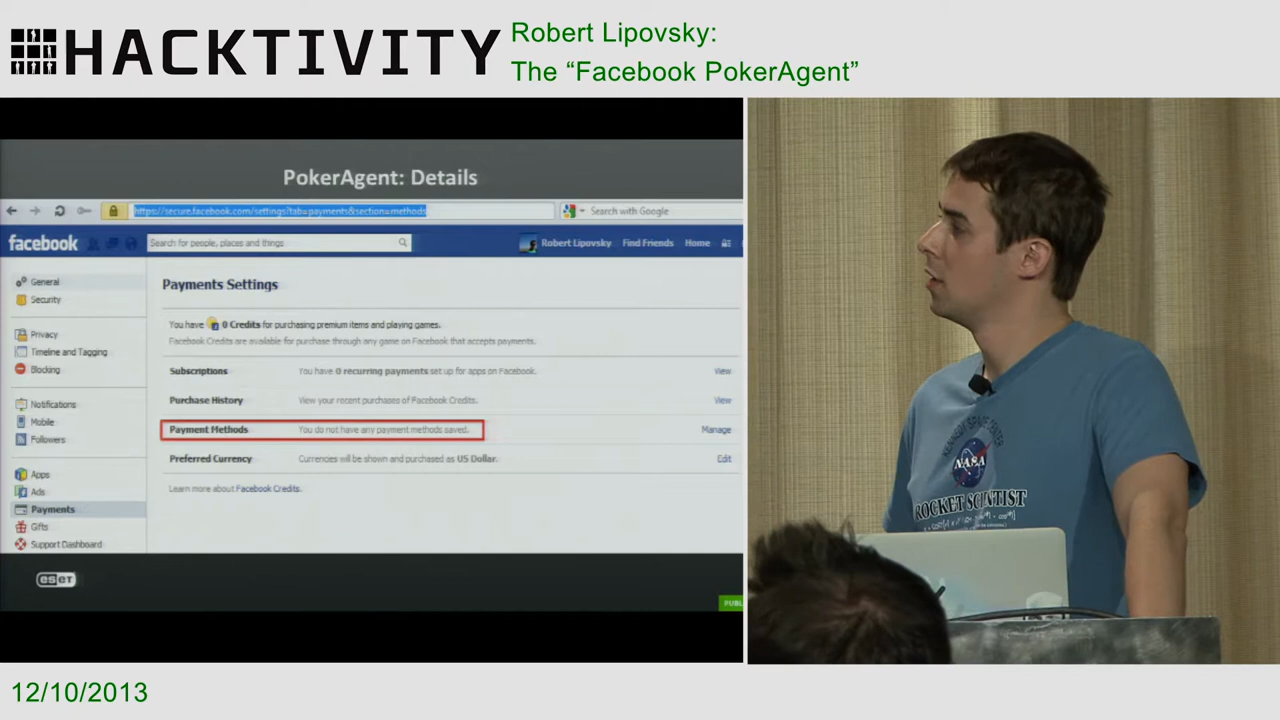 HACKTIVITY
Robert Lipovsky:
The “Facebook PokerAgent”
PokerAgent: Details
https://secure.facebook.com/settings?tab=payments&section=methods
Search with Google
facebook
Search for people, places and things
Robert Lipovsky
Find Friends
Home
General
Security
Privacy
Timeline and Tagging
Blocking
Notifications
Mobile
Followers
Apps
Ads
Payments
Gifts
Support Dashboard
Payments Settings
You have 0 Credits for purchasing premium items and playing games.
Facebook Credits are available for purchase through any game on Facebook that accepts payments.
Subscriptions You have 0 recurring payments set up for apps on Facebook. View
Purchase History View your recent purchases of Facebook Credits. View
Payment Methods You do not have any payment methods saved. Manage
Preferred Currency Currencies will be shown and purchased as US Dollar. Edit
Learn more about Facebook Credits.
eseT
PUBL
KENNEDY SPACE CENTER
NASA
ROCKET SCIENTIST
12/10/2013